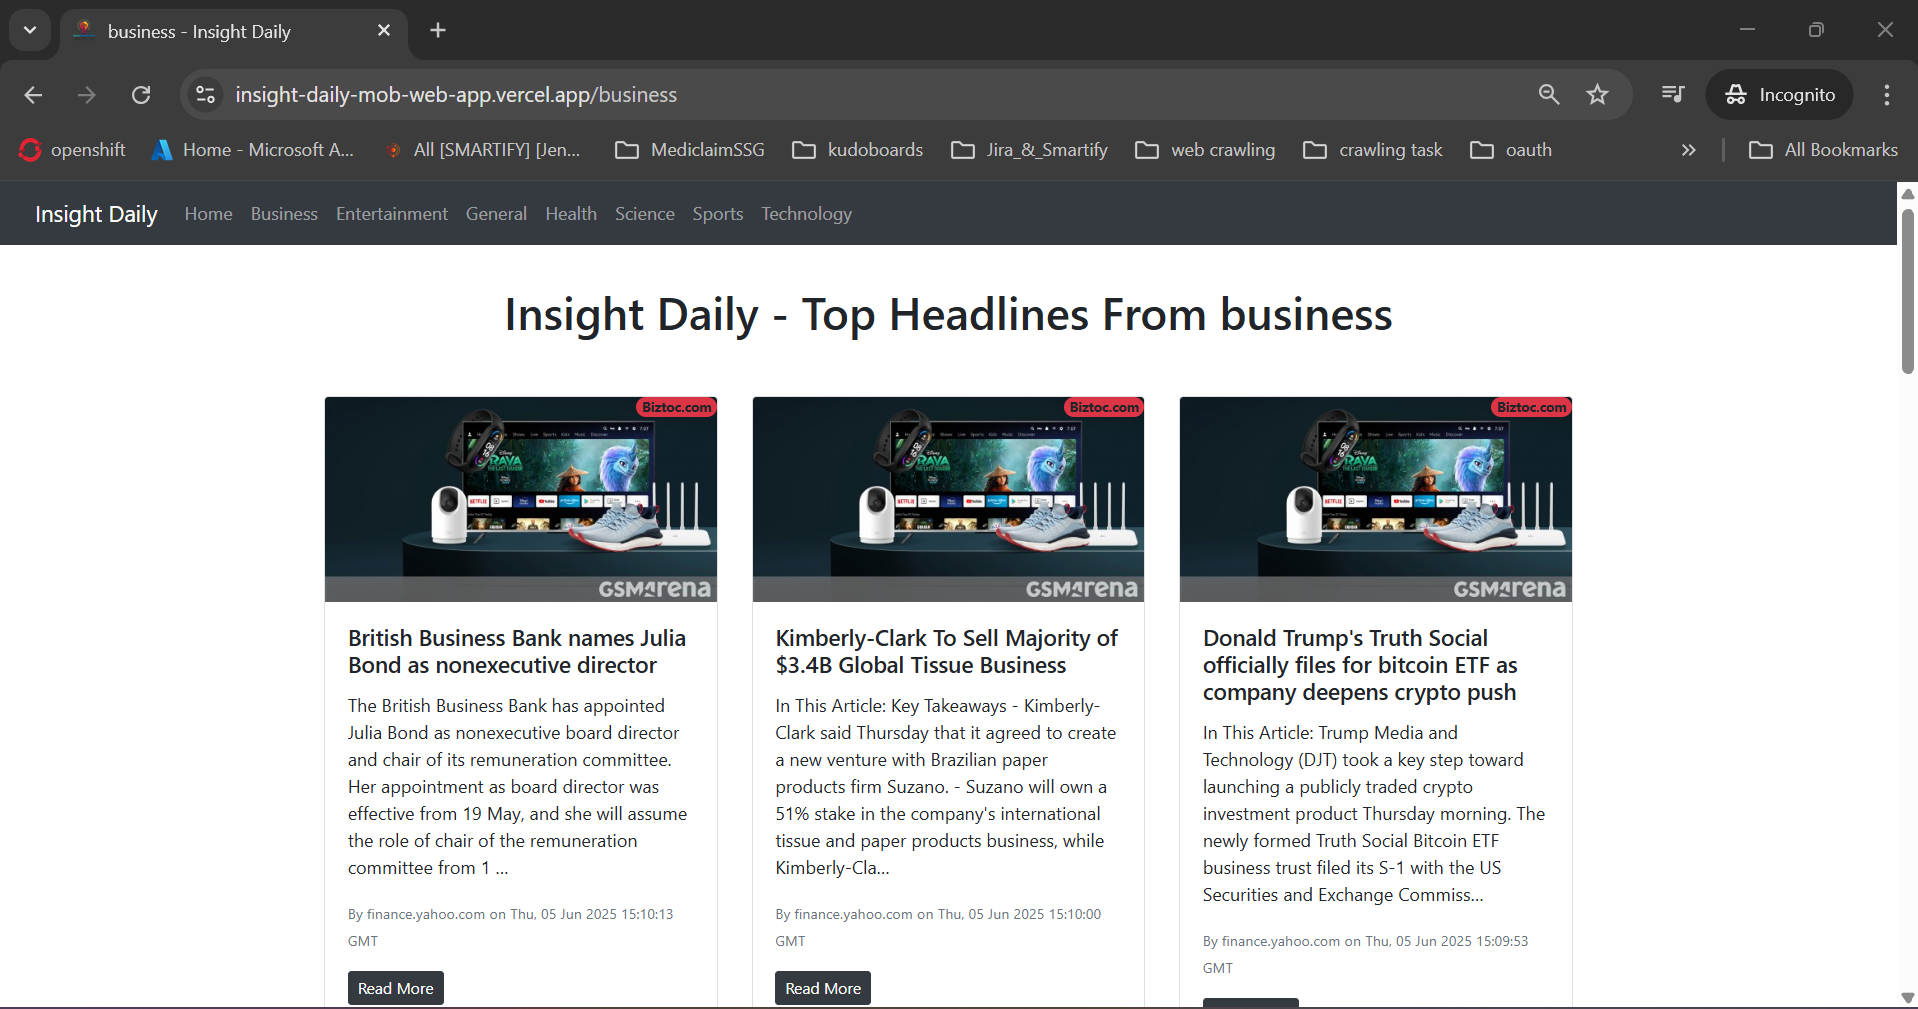 business - Insight Daily
insight-daily-mob-web-app.vercel.app/business
Incognito
openshift
Home - Microsoft A...
All [SMARTIFY] [Jen...
MediclaimSSG
kudoboards
Jira_&_Smartify
web crawling
crawling task
oauth
All Bookmarks
Insight Daily
Home
Business
Entertainment
General
Health
Science
Sports
Technology
Insight Daily - Top Headlines From business
Biztoc.com
GSMarena
British Business Bank names Julia
Bond as nonexecutive director
The British Business Bank has appointed
Julia Bond as nonexecutive board director
and chair of its remuneration committee.
Her appointment as board director was
effective from 19 May, and she will assume
the role of chair of the remuneration
committee from 1 ...
By finance.yahoo.com on Thu, 05 Jun 2025 15:10:13
GMT
Read More
Biztoc.com
GSMarena
Kimberly-Clark To Sell Majority of
$3.4B Global Tissue Business
In This Article: Key Takeaways - Kimberly-
Clark said Thursday that it agreed to create
a new venture with Brazilian paper
products firm Suzano. - Suzano will own a
51% stake in the company's international
tissue and paper products business, while
Kimberly-Cla...
By finance.yahoo.com on Thu, 05 Jun 2025 15:10:00
GMT
Read More
Biztoc.com
GSMarena
Donald Trump's Truth Social
officially files for bitcoin ETF as
company deepens crypto push
In This Article: Trump Media and
Technology (DJT) took a key step toward
launching a publicly traded crypto
investment product Thursday morning. The
newly formed Truth Social Bitcoin ETF
business trust filed its S-1 with the US
Securities and Exchange Commiss...
By finance.yahoo.com on Thu, 05 Jun 2025 15:09:53
GMT